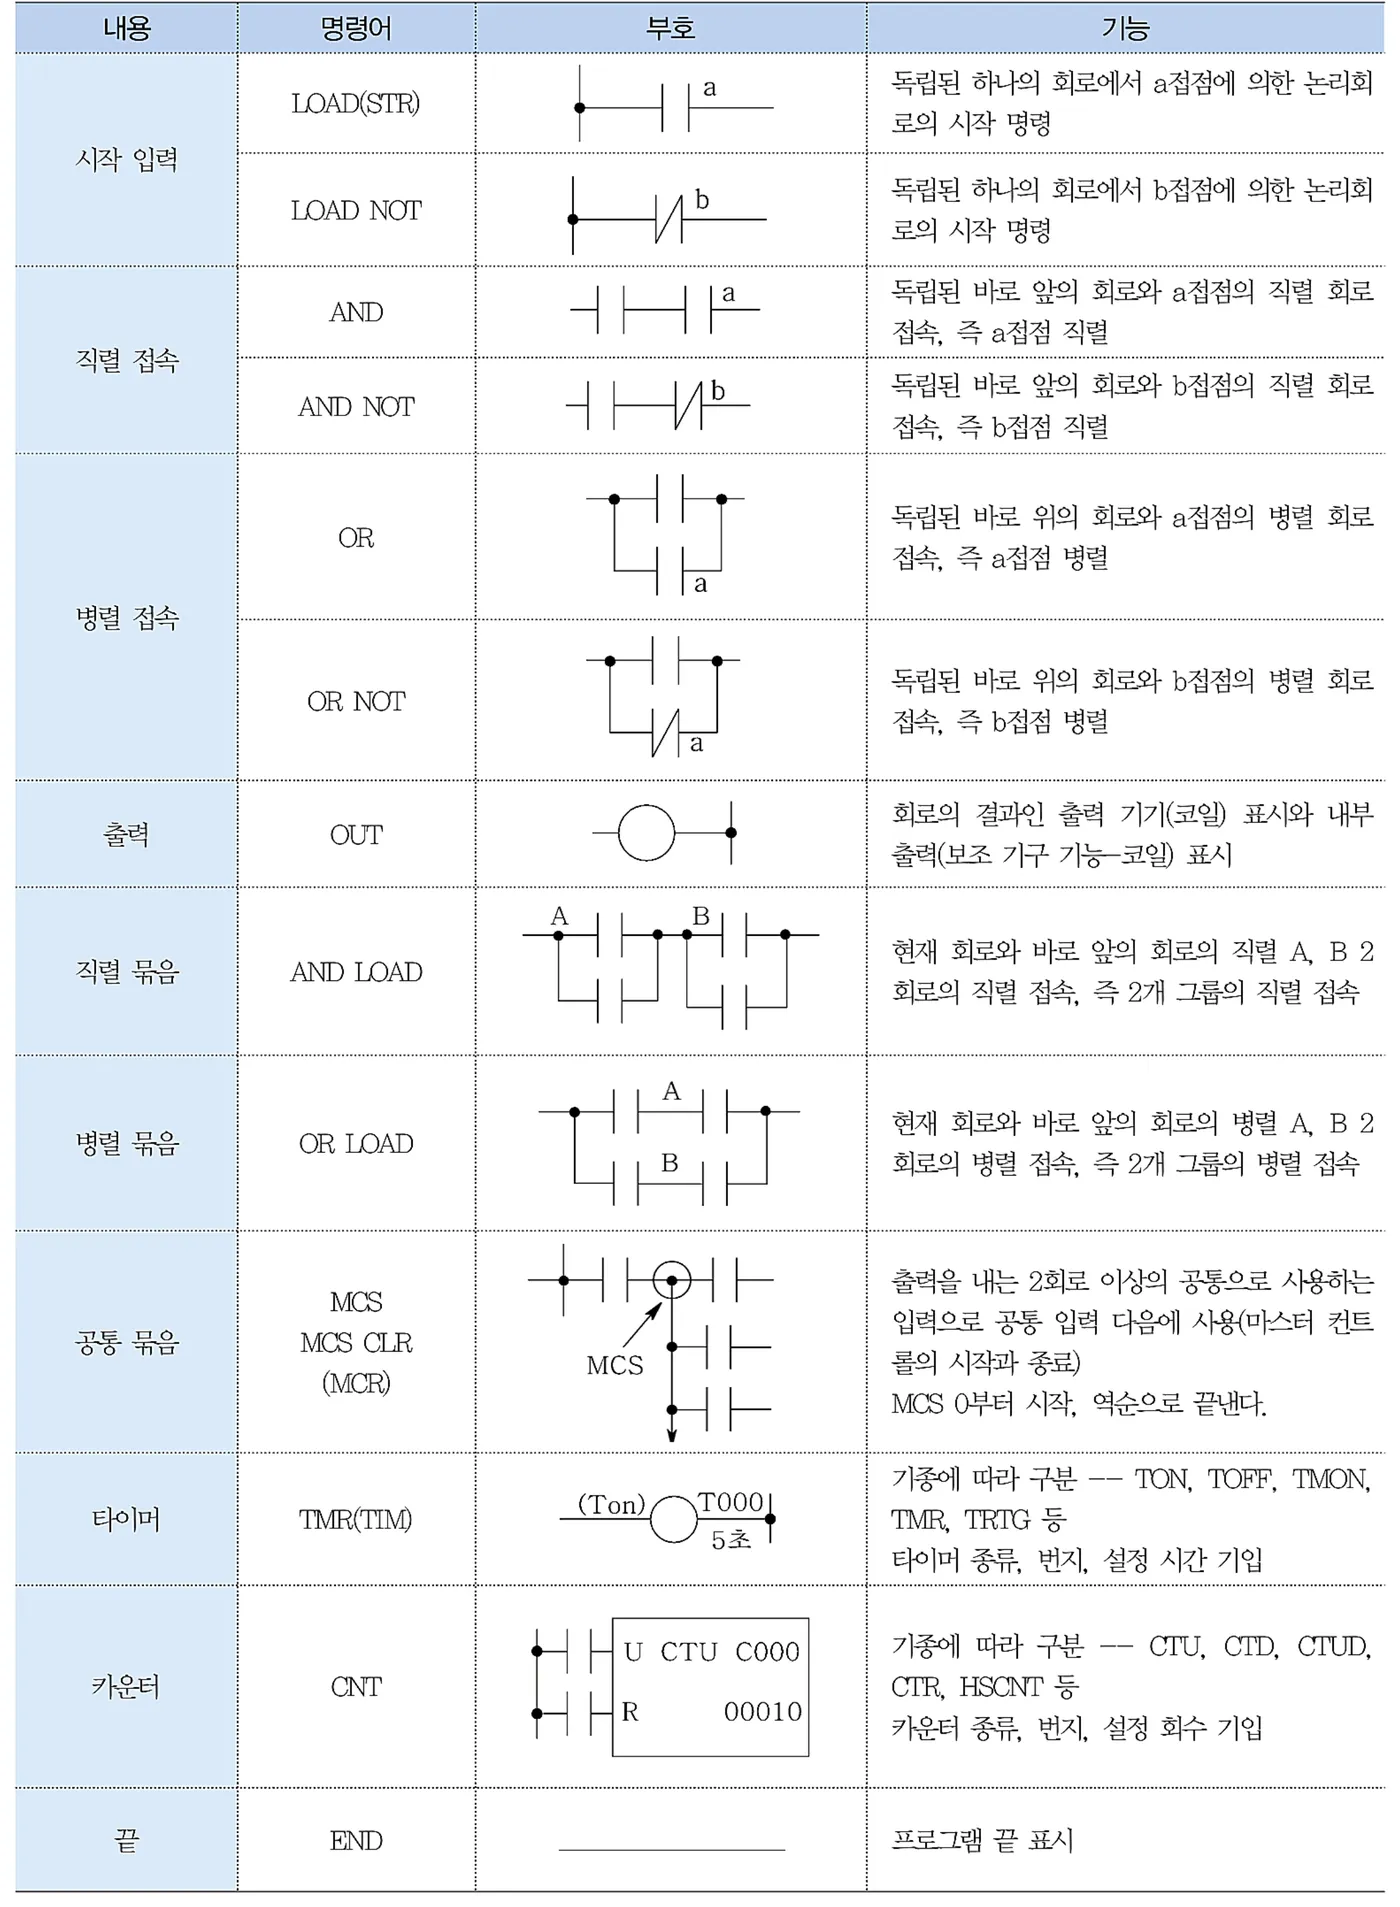 내용 명령어 부호 기능
시작 입력
LOAD(STR)
a
독립된 하나의 회로에서 a접점에 의한 논리회
로의 시작 명령
LOAD NOT
b
독립된 하나의 회로에서 b접점에 의한 논리회
로의 시작 명령
직렬 접속
AND
a
독립된 바로 앞의 회로와 a접점의 직렬 회로
접속, 즉 a접점 직렬
AND NOT
b
독립된 바로 앞의 회로와 b접점의 직렬 회로
접속, 즉 b접점 직렬
병렬 접속
OR
a
독립된 바로 위의 회로와 a접점의 병렬 회로
접속, 즉 a접점 병렬
OR NOT
a
독립된 바로 위의 회로와 b접점의 병렬 회로
접속, 즉 b접점 병렬
출력
OUT
회로의 결과인 출력 기기(코일) 표시와 내부
출력(보조 기구 기능-코일) 표시
직렬 묶음
AND LOAD
A B
현재 회로와 바로 앞의 회로의 직렬 A, B 2
회로의 직렬 접속, 즉 2개 그룹의 직렬 접속
병렬 묶음
OR LOAD
A
B
현재 회로와 바로 앞의 회로의 병렬 A, B 2
회로의 병렬 접속, 즉 2개 그룹의 병렬 접속
공통 묶음
MCS
MCS CLR
(MCR)
MCS
출력을 내는 2회로 이상의 공통으로 사용하는
입력으로 공통 입력 다음에 사용(마스터 컨트
롤의 시작과 종료)
MCS 0부터 시작, 역순으로 끝낸다.
타이머
TMR(TIM)
(Ton) T000
5초
기종에 따라 구분 -- TON, TOFF, TMON,
TMR, TRTG 등
타이머 종류, 번지, 설정 시간 기입
카운터
CNT
U CTU C000
R 00010
기종에 따라 구분 -- CTU, CTD, CTUD,
CTR, HSCNT 등
카운터 종류, 번지, 설정 회수 기입
끝
END
프로그램 끝 표시